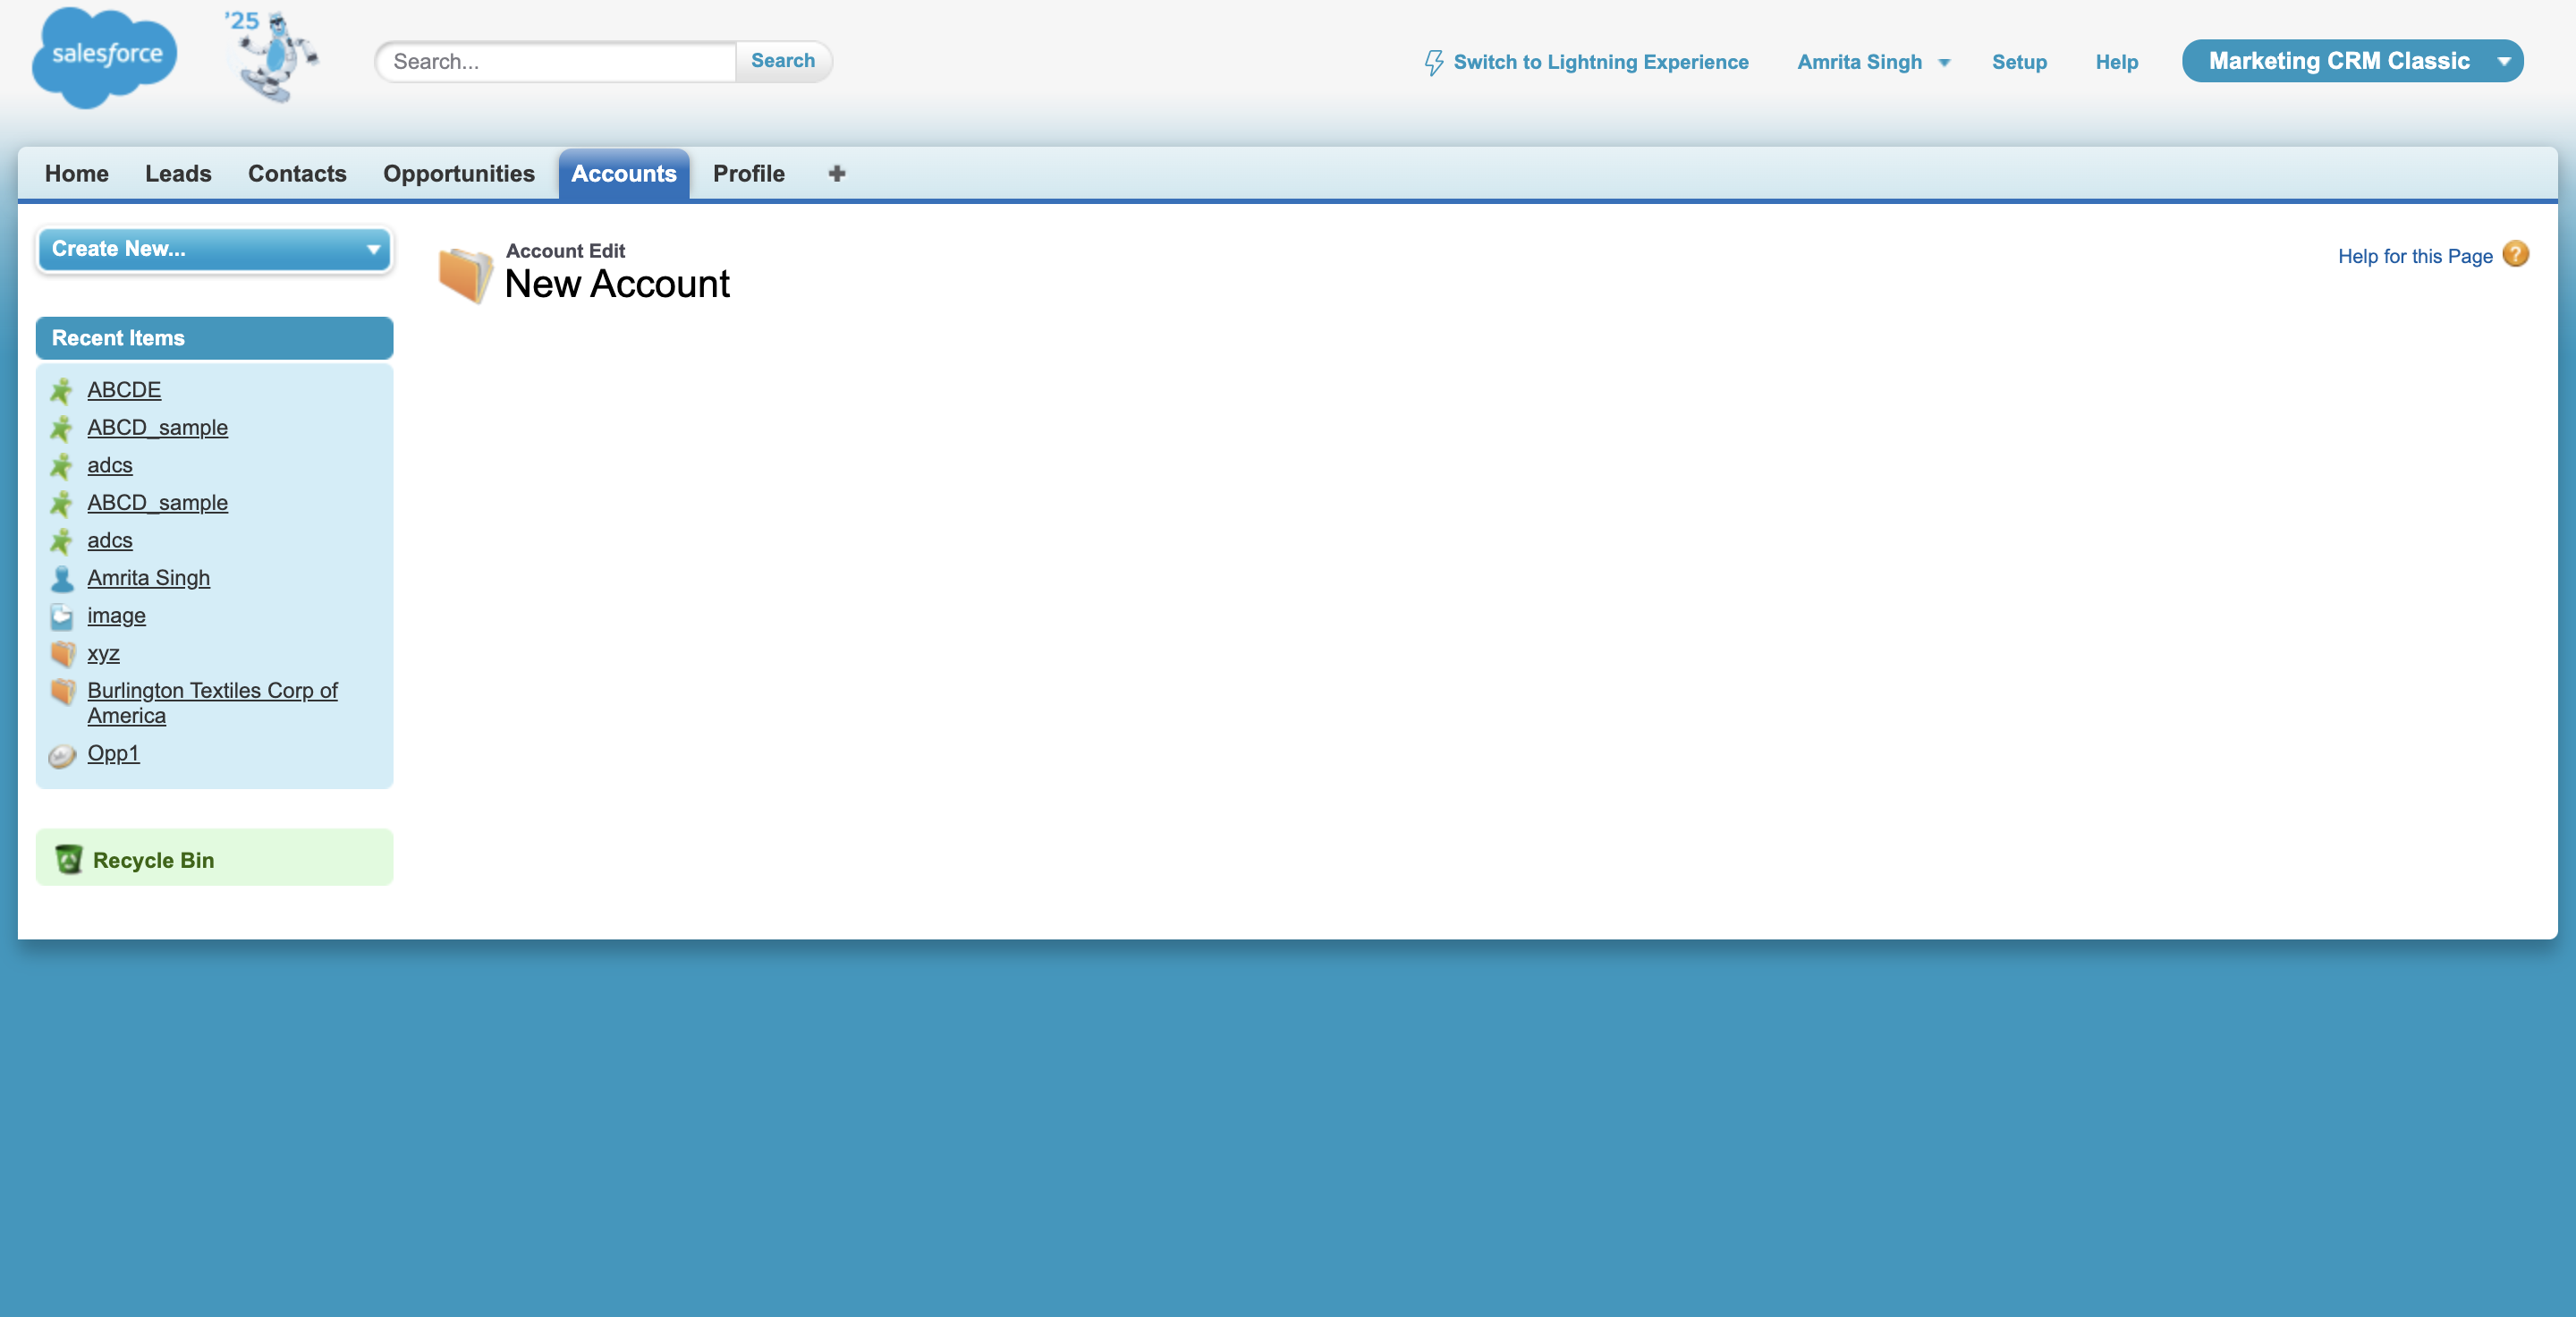 salesforce
'25
Search...
Search
Switch to Lightning Experience
Amrita Singh
Setup
Help
Marketing CRM Classic
Home
Leads
Contacts
Opportunities
Accounts
Profile
Create New...
Account Edit
New Account
Help for this Page
Recent Items
ABCDE
ABCD_sample
adcs
ABCD_sample
adcs
Amrita Singh
image
xyz
Burlington Textiles Corp of
America
Opp1
Recycle Bin